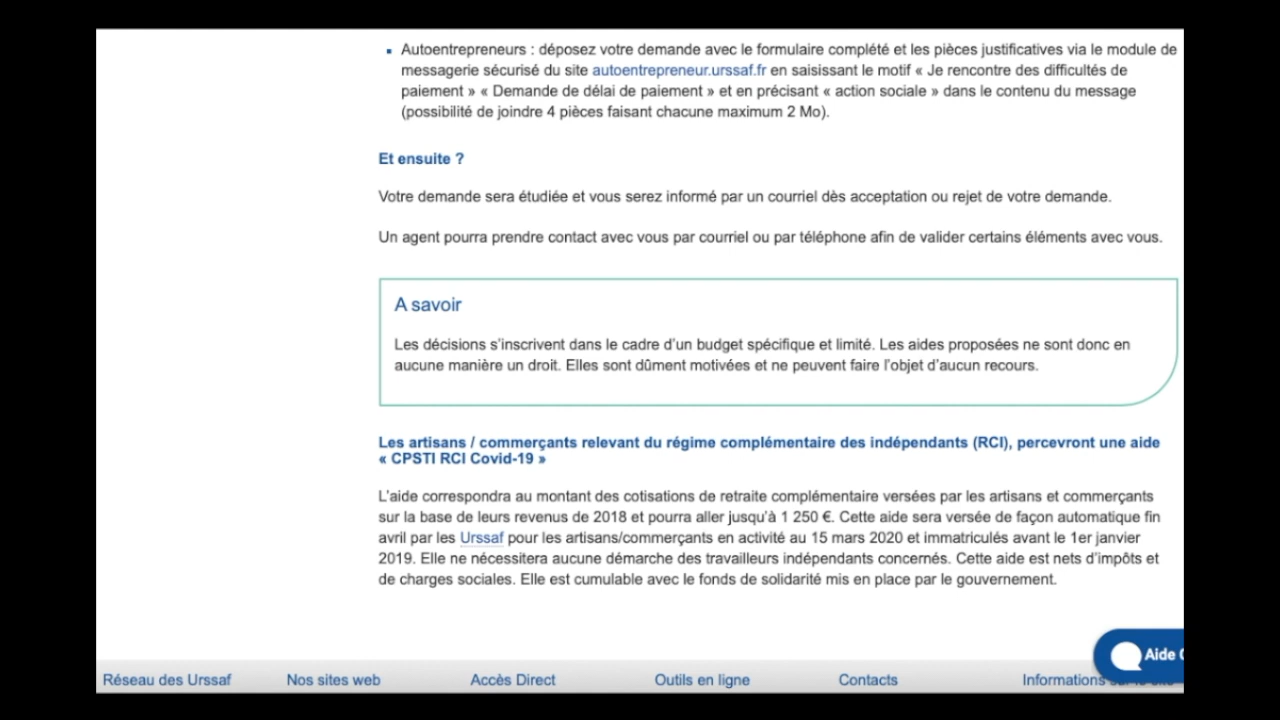 Autoentrepreneurs : déposez votre demande avec le formulaire complété et les pièces justificatives via le module de
messagerie sécurisé du site autoentrepreneur.urssaf.fr en saisissant le motif « Je rencontre des difficultés de
paiement » « Demande de délai de paiement » et en précisant « action sociale » dans le contenu du message
(possibilité de joindre 4 pièces faisant chacune maximum 2 Mo).
Et ensuite ?
Votre demande sera étudiée et vous serez informé par un courriel dès acceptation ou rejet de votre demande.
Un agent pourra prendre contact avec vous par courriel ou par téléphone afin de valider certains éléments avec vous.
A savoir
Les décisions s'inscrivent dans le cadre d'un budget spécifique et limité. Les aides proposées ne sont donc en
aucune manière un droit. Elles sont dûment motivées et ne peuvent faire l'objet d'aucun recours.
Les artisans / commerçants relevant du régime complémentaire des indépendants (RCI), percevront une aide
« CPSTI RCI Covid-19 »
L'aide correspondra au montant des cotisations de retraite complémentaire versées par les artisans et commerçants
sur la base de leurs revenus de 2018 et pourra aller jusqu'à 1 250 €. Cette aide sera versée de façon automatique fin
avril par les Urssaf pour les artisans/commerçants en activité au 15 mars 2020 et immatriculés avant le 1er janvier
2019. Elle ne nécessitera aucune démarche des travailleurs indépendants concernés. Cette aide est nets d'impôts et
de charges sociales. Elle est cumulable avec le fonds de solidarité mis en place par le gouvernement.
Aide
Réseau des Urssaf Nos sites web Accès Direct Outils en ligne Contacts Informations